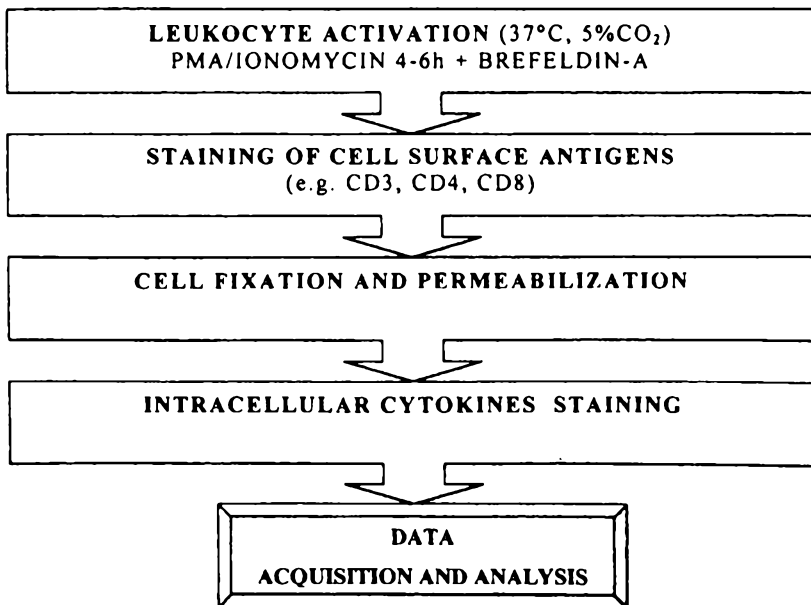 LEUKOCYTE ACTIVATION (37°C, 5%CO₂)
PMA/IONOMYCIN 4-6h + BREFELDIN-A
STAINING OF CELL SURFACE ANTIGENS
(e.g. CD3, CD4, CD8)
CELL FIXATION AND PERMEABILIZATION
INTRACELLULAR CYTOKINES STAINING
DATA
ACQUISITION AND ANALYSIS